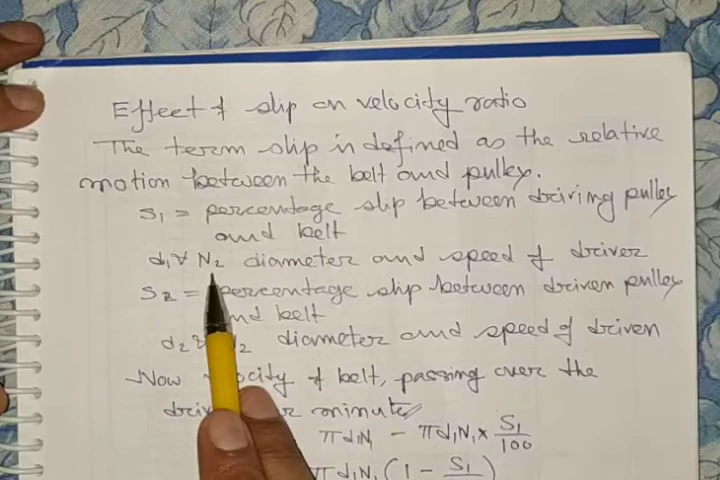 Effect of slip on velocity ratio
The term slip is defined as the relative
motion between the belt and pulley.
S1 = percentage slip between driving pulley
and belt
d1 & N2 diameter and speed of driver
S2 = percentage slip between driven pulley
and belt
d2 & N2 diameter and speed of driven
Now velocity of belt, passing over the
minute
πd1N1 - πd1N1 × S1/100
πd1N1 (1 - S1